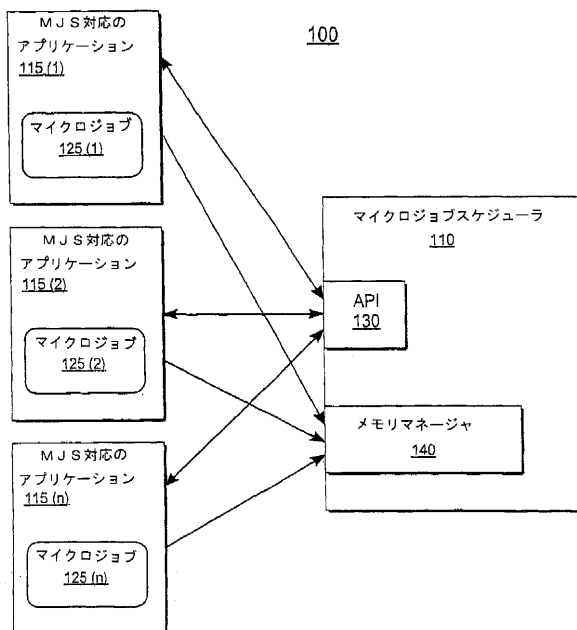 100
ＭＪＳ対応の
アプリケーション
115(1)
マイクロジョブ
125(1)
ＭＪＳ対応の
アプリケーション
115(2)
マイクロジョブ
125(2)
ＭＪＳ対応の
アプリケーション
115(n)
マイクロジョブ
125(n)
マイクロジョブスケジューラ
110
API
130
メモリマネージャ
140